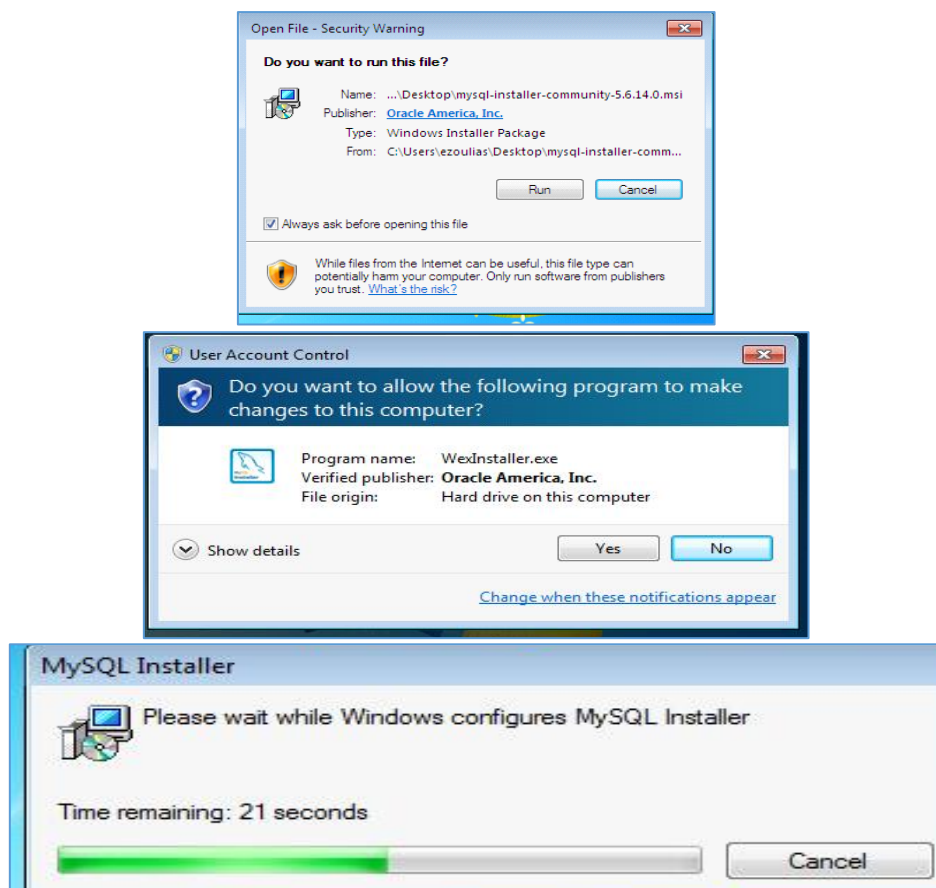 Open File - Security Warning
Do you want to run this file?
Name: ...\Desktop\mysql-installer-community-5.6.14.0.msi
Publisher: Oracle America, Inc.
Type: Windows Installer Package
From: C:\Users\ezoulias\Desktop\mysql-installer-comm...
Run Cancel
Always ask before opening this file
While files from the Internet can be useful, this file type can
potentially harm your computer. Only run software from publishers
you trust. What's the risk?
User Account Control
Do you want to allow the following program to make
changes to this computer?
Program name: WexInstaller.exe
Verified publisher: Oracle America, Inc.
File origin: Hard drive on this computer
Show details Yes No
Change when these notifications appear
MySQL Installer
Please wait while Windows configures MySQL Installer
Time remaining: 21 seconds
Cancel